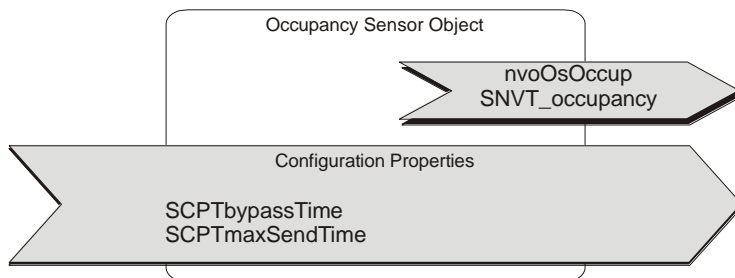 Occupancy Sensor Object
nvoOsOccup
SNVT_occupancy
Configuration Properties
SCPTbypassTime
SCPTmaxSendTime